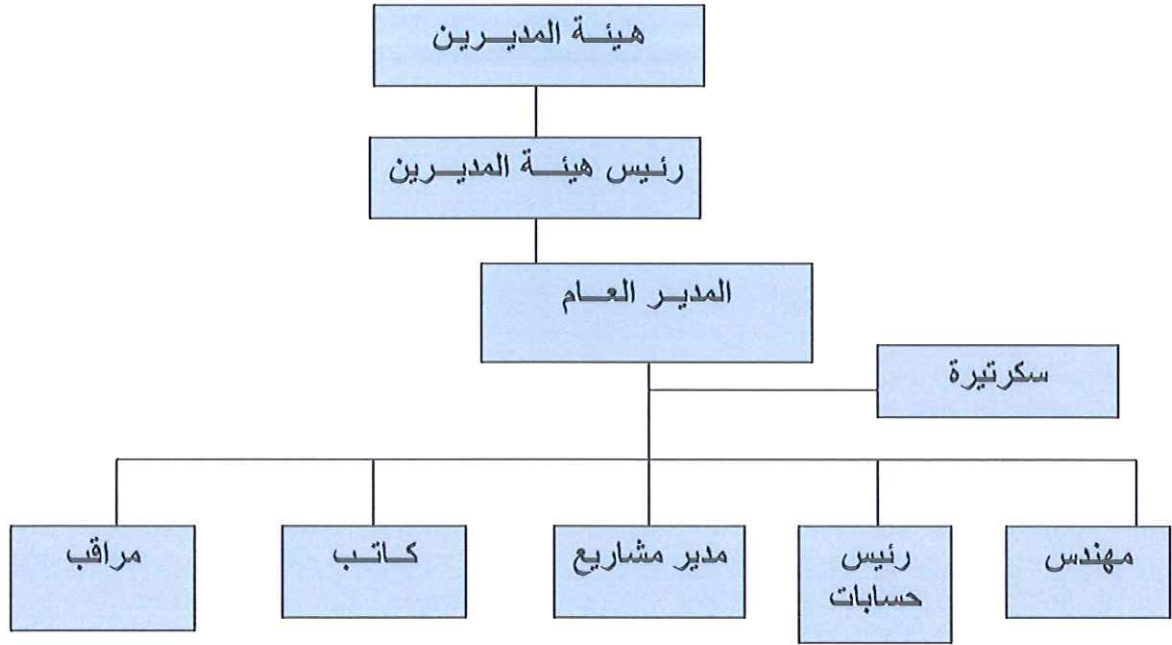 هيئة المديرين
رئيس هيئة المديرين
المدير العام
سكرتيرة
مهندس
رئيس
حسابات
مدير مشاريع
كاتب
مراقب